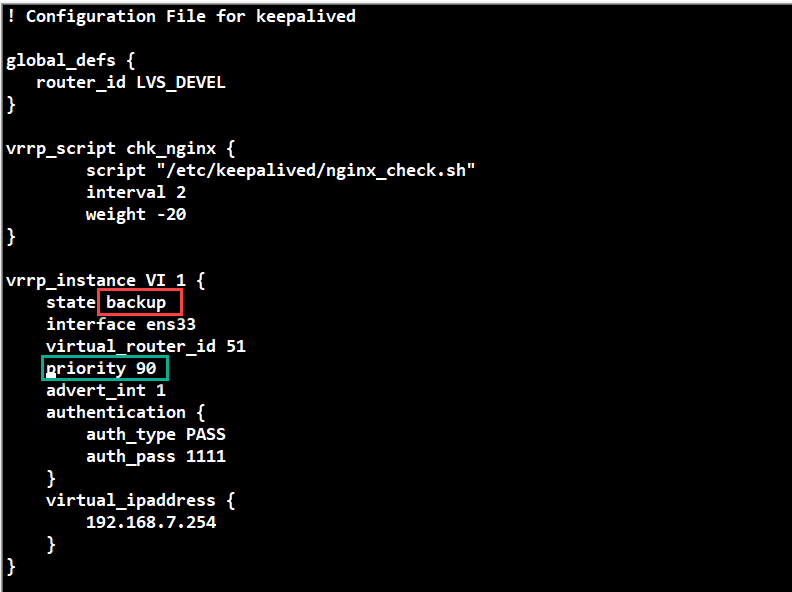 ! Configuration File for keepalived
global_defs {
router_id LVS_DEVEL
}
vrrp_script chk_nginx {
script "/etc/keepalived/nginx_check.sh"
interval 2
weight -20
}
vrrp_instance VI_1 {
state backup
interface ens33
virtual_router_id 51
priority 90
advert_int 1
authentication {
auth_type PASS
auth_pass 1111
}
virtual_ipaddress {
192.168.7.254
}
}